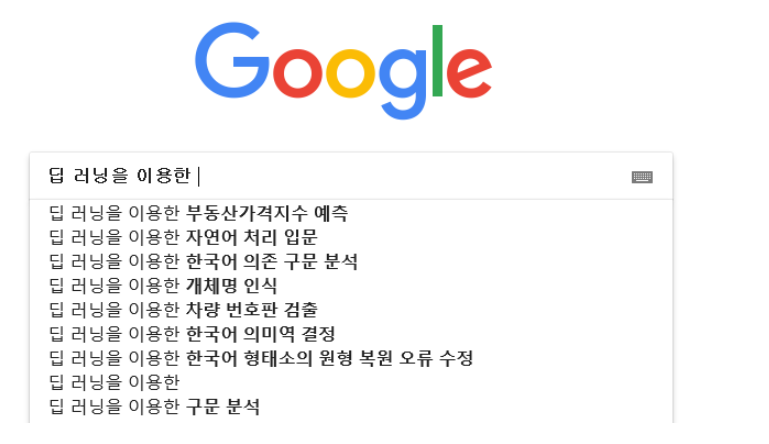 Google
딥 러닝을 이용한
딥 러닝을 이용한 부동산가격지수 예측
딥 러닝을 이용한 자연어 처리 입문
딥 러닝을 이용한 한국어 의존 구문 분석
딥 러닝을 이용한 개체명 인식
딥 러닝을 이용한 차량 번호판 검출
딥 러닝을 이용한 한국어 의미역 결정
딥 러닝을 이용한 한국어 형태소의 원형 복원 오류 수정
딥 러닝을 이용한
딥 러닝을 이용한 구문 분석